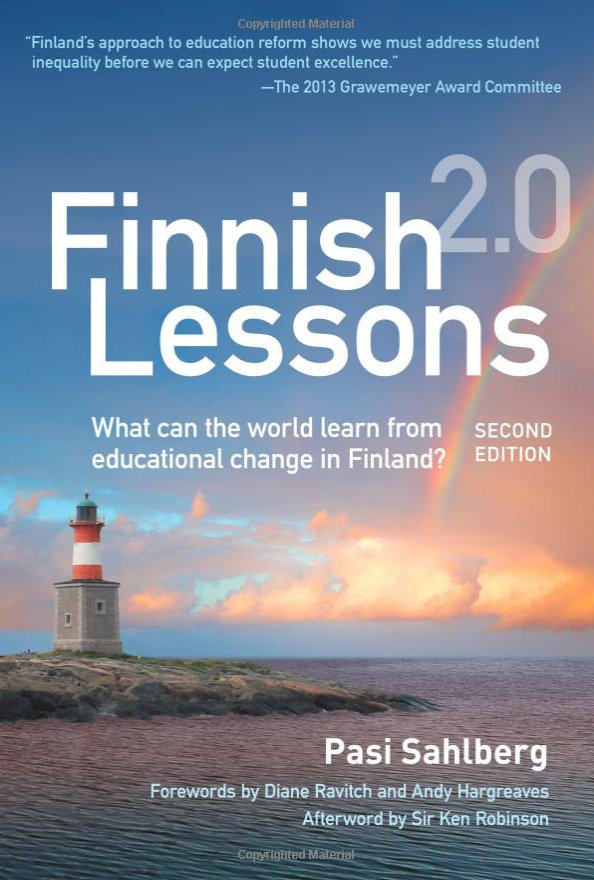 Copyrighted Material
“Finland’s approach to education reform shows we must address student
inequality before we can expect student excellence.”
—The 2013 Grawemeyer Award Committee
Finnish 2.0
Lessons
What can the world learn from
educational change in Finland?
SECOND
EDITION
Pasi Sahlberg
Forewords by Diane Ravitch and Andy Hargreaves
Afterword by Sir Ken Robinson
Copyrighted Material